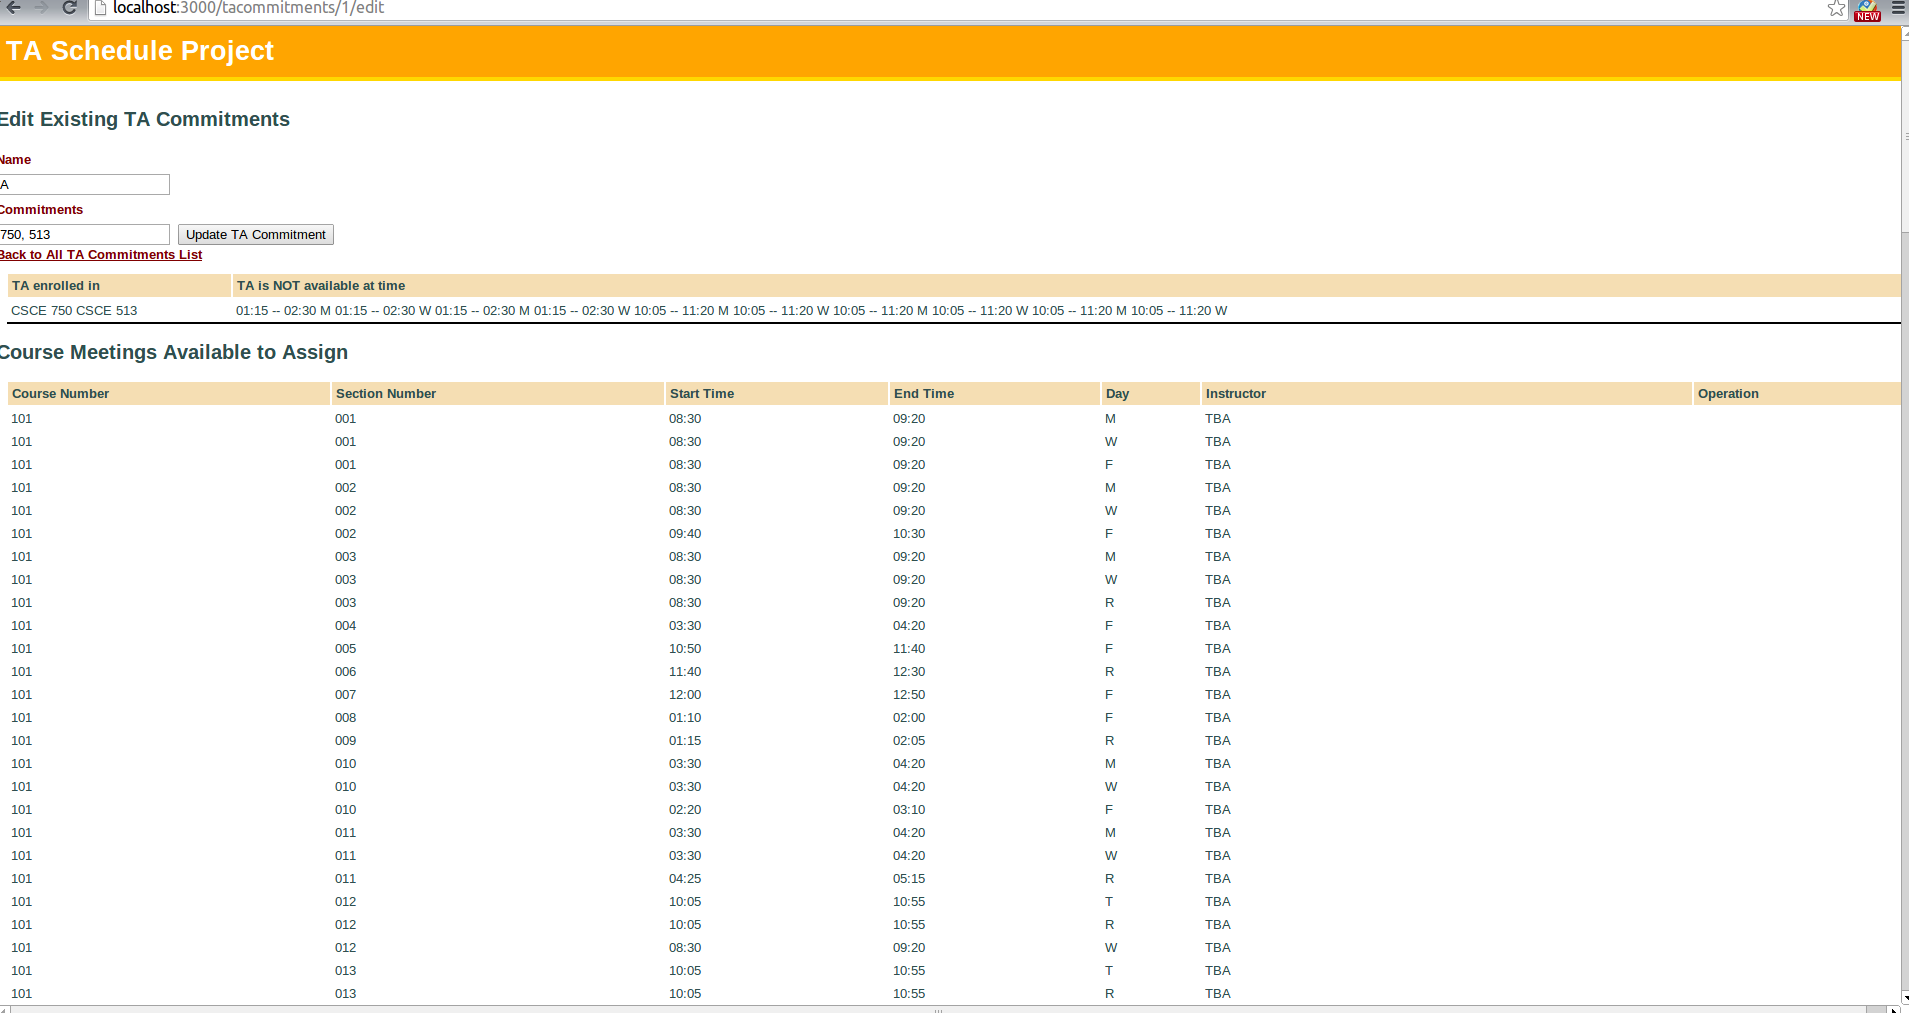 localhost:3000/tacommitments/1/edit
NEW
TA Schedule Project
Edit Existing TA Commitments
Name
A
Commitments
750, 513 Update TA Commitment
Back to All TA Commitments List
TA enrolled in TA is NOT available at time
CSCE 750 CSCE 513 01:15 -- 02:30 M 01:15 -- 02:30 W 01:15 -- 02:30 M 01:15 -- 02:30 W 10:05 -- 11:20 M 10:05 -- 11:20 W 10:05 -- 11:20 M 10:05 -- 11:20 W 10:05 -- 11:20 M 10:05 -- 11:20 W
Course Meetings Available to Assign
Course Number Section Number Start Time End Time Day Instructor Operation
101 001 08:30 09:20 M TBA
101 001 08:30 09:20 W TBA
101 001 08:30 09:20 F TBA
101 002 08:30 09:20 M TBA
101 002 08:30 09:20 W TBA
101 002 09:40 10:30 F TBA
101 003 08:30 09:20 M TBA
101 003 08:30 09:20 W TBA
101 003 08:30 09:20 R TBA
101 004 03:30 04:20 F TBA
101 005 10:50 11:40 F TBA
101 006 11:40 12:30 R TBA
101 007 12:00 12:50 F TBA
101 008 01:10 02:00 F TBA
101 009 01:15 02:05 R TBA
101 010 03:30 04:20 M TBA
101 010 03:30 04:20 W TBA
101 010 02:20 03:10 F TBA
101 011 03:30 04:20 M TBA
101 011 03:30 04:20 W TBA
101 011 04:25 05:15 R TBA
101 012 10:05 10:55 T TBA
101 012 10:05 10:55 R TBA
101 012 08:30 09:20 W TBA
101 013 10:05 10:55 T TBA
101 013 10:05 10:55 R TBA